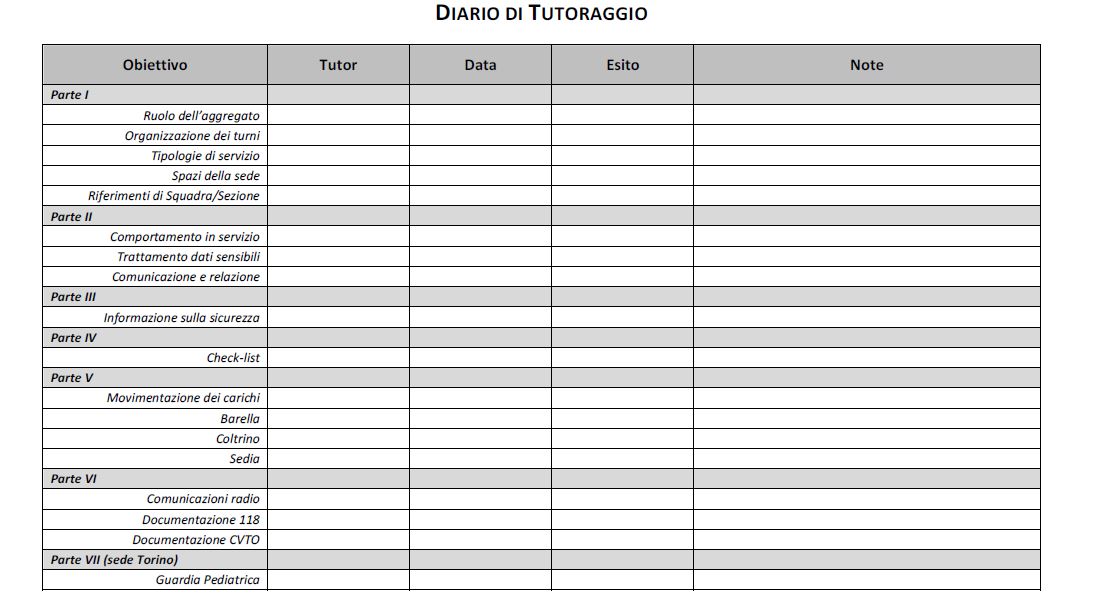 DIARIO DI TUTORAGGIO
Obiettivo Tutor Data Esito Note
Parte I
Ruolo dell'aggregato
Organizzazione dei turni
Tipologie di servizio
Spazi della sede
Riferimenti di Squadra/Sezione
Parte II
Comportamento in servizio
Trattamento dati sensibili
Comunicazione e relazione
Parte III
Informazione sulla sicurezza
Parte IV
Check-list
Parte V
Movimentazione dei carichi
Barella
Coltrino
Sedia
Parte VI
Comunicazioni radio
Documentazione 118
Documentazione CVTO
Parte VII (sede Torino)
Guardia Pediatrica